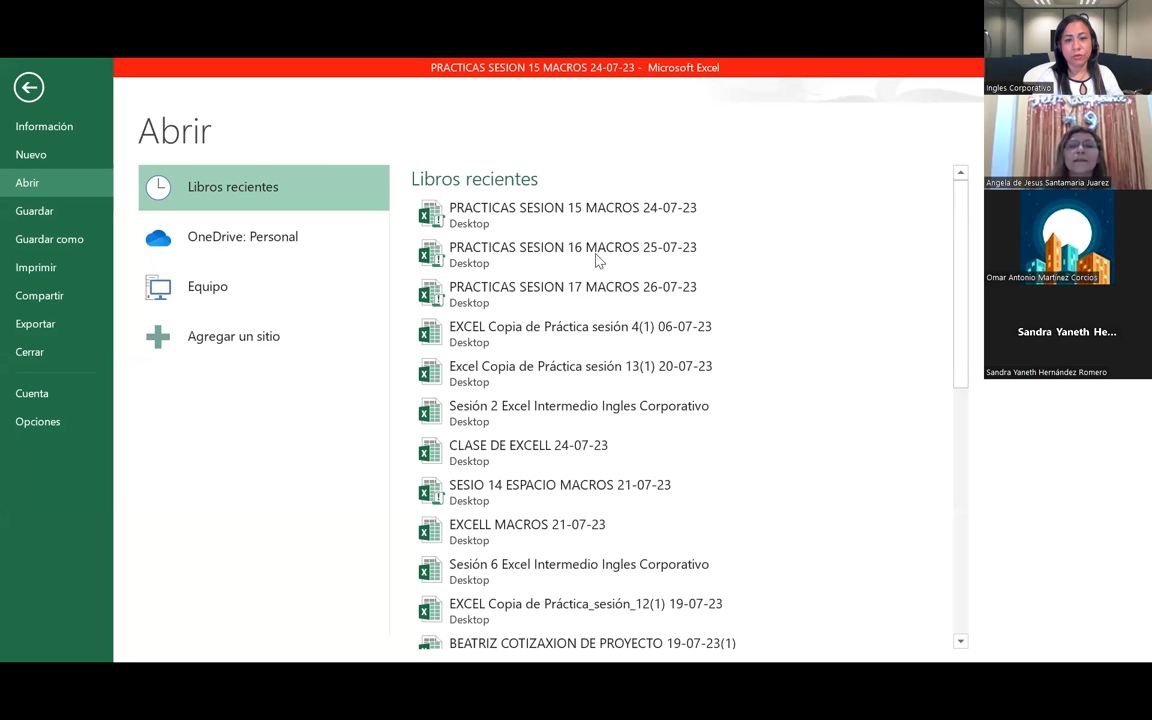 PRACTICAS SESION 15 MACROS 24-07-23 - Microsoft Excel
Información
Nuevo
Abrir
Guardar
Guardar como
Imprimir
Compartir
Exportar
Cerrar
Cuenta
Opciones
Abrir
Libros recientes
OneDrive: Personal
Equipo
Agregar un sitio
Libros recientes
PRACTICAS SESION 15 MACROS 24-07-23
Desktop
PRACTICAS SESION 16 MACROS 25-07-23
Desktop
PRACTICAS SESION 17 MACROS 26-07-23
Desktop
EXCEL Copia de Práctica sesión 4(1) 06-07-23
Desktop
Excel Copia de Práctica sesión 13(1) 20-07-23
Desktop
Sesión 2 Excel Intermedio Ingles Corporativo
Desktop
CLASE DE EXCELL 24-07-23
Desktop
SESIO 14 ESPACIO MACROS 21-07-23
Desktop
EXCELL MACROS 21-07-23
Desktop
Sesión 6 Excel Intermedio Ingles Corporativo
Desktop
EXCEL Copia de Práctica_sesión_12(1) 19-07-23
Desktop
BEATRIZ COTIZAXION DE PROYECTO 19-07-23(1)
Ingles Corporativo
Angela de Jesus Santamaria Juarez
Omar Antonio Martínez Corcios
Sandra Yaneth He...
Sandra Yaneth Hernández Romero